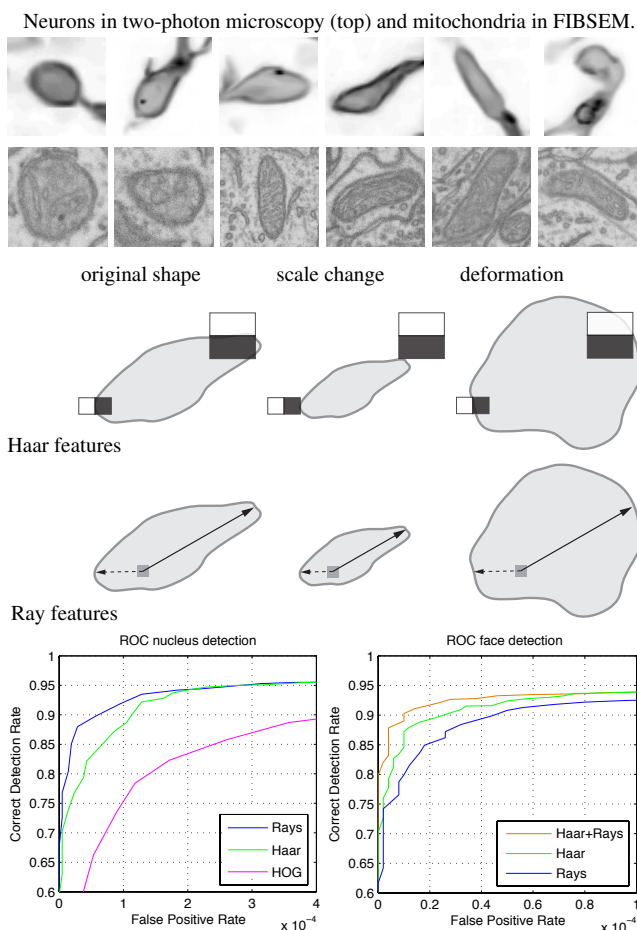 Neurons in two-photon microscopy (top) and mitochondria in FIBSEM.
original shape scale change deformation
Haar features
Ray features
ROC nucleus detection
1
0.95
0.9
0.85
0.8
0.75
0.7
0.65
0.6
Correct Detection Rate
Rays
Haar
HOG
0 1 2 3 4
False Positive Rate
x 10⁻⁴
ROC face detection
1
0.95
0.9
0.85
0.8
0.75
0.7
0.65
0.6
Correct Detection Rate
Haar+Rays
Haar
Rays
0 0.2 0.4 0.6 0.8 1
False Positive Rate
x 10⁻⁴